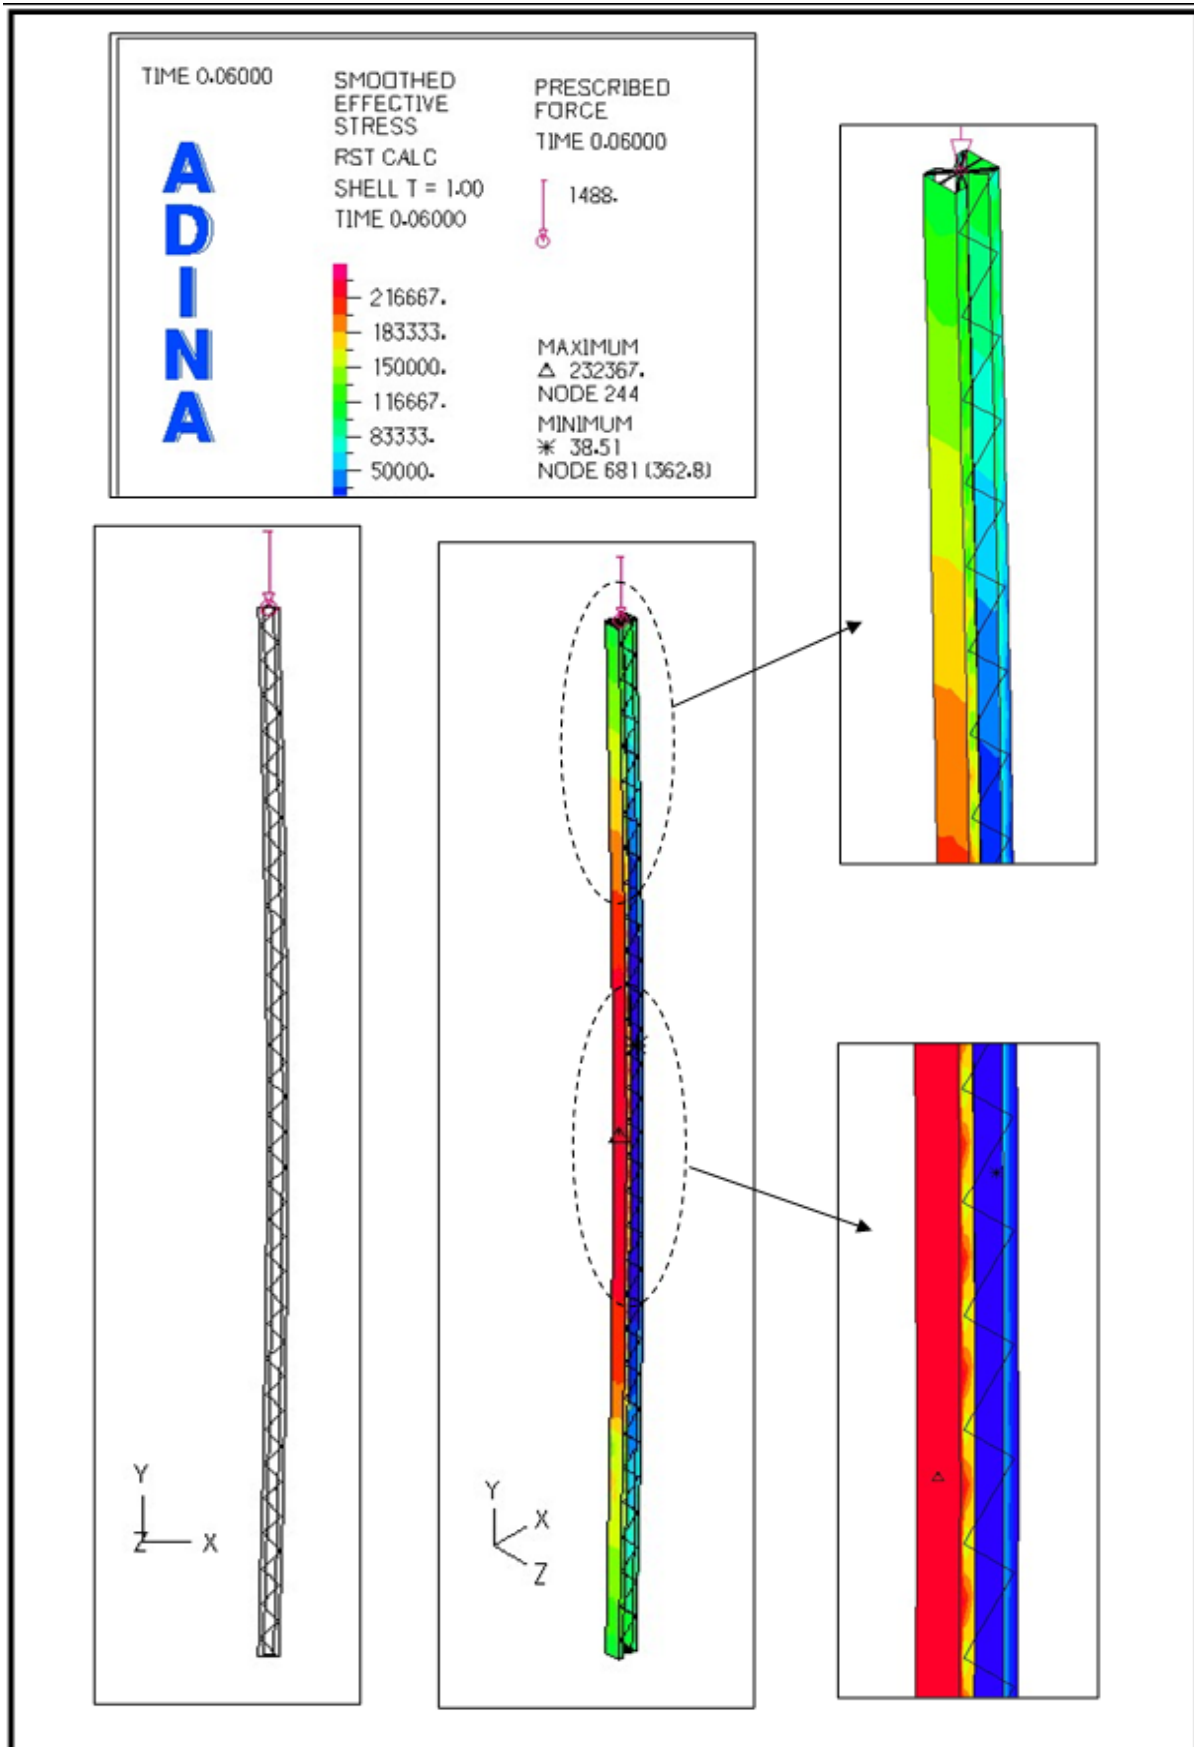 TIME 0.06000
ADINA
SMOOTHED
EFFECTIVE
STRESS
RST CALC
SHELL T = 1.00
TIME 0.06000
216667.
183333.
150000.
116667.
83333.
50000.
PRESCRIBED
FORCE
TIME 0.06000
1488.
MAXIMUM
△ 232367.
NODE 244
MINIMUM
* 38.51
NODE 681 (362.8)
Y
Z X
Y
X
Z